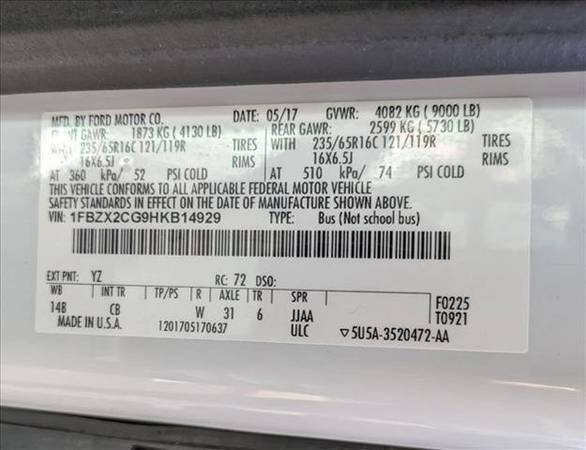 MFD. BY FORD MOTOR CO. DATE: 05/17 GVWR: 4082 KG ( 9000 LB)
FRONT GAWR: 1873 KG ( 4130 LB) REAR GAWR: 2599 KG ( 5730 LB)
WITH 235/65R16C 121/119R TIRES WITH 235/65R16C 121/119R TIRES
16X6.5J RIMS 16X6.5J RIMS
AT 360 kPa/ 52 PSI COLD AT 510 kPa/ 74 PSI COLD
THIS VEHICLE CONFORMS TO ALL APPLICABLE FEDERAL MOTOR VEHICLE
SAFETY STANDARDS IN EFFECT ON THE DATE OF MANUFACTURE SHOWN ABOVE.
VIN: 1FBZX2CG9HKB14929 TYPE: Bus (Not school bus)
EXT PNT: YZ RC: 72 DSO:
WB INT TR TP/PS R AXLE TR SPR F0225
148 CB W 31 6 JJAA T0921
MADE IN U.S.A. 1201705170637 ULC ▽5U5A-3520472-AA